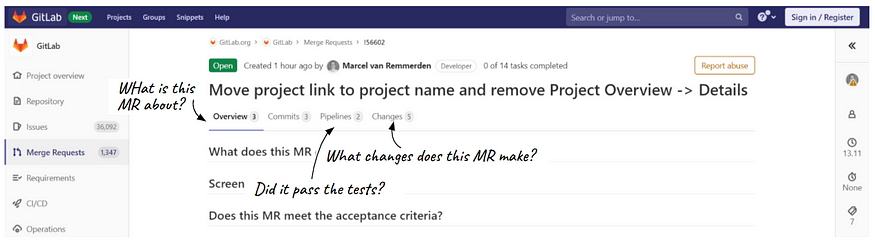 GitLab Next Projects Groups Snippets Help Search or jump to... Sign in / Register
GitLab
GitLab.org > GitLab > Merge Requests > !56602
Open Created 1 hour ago by Marcel van Remmerden Developer 0 of 14 tasks completed Report abuse
Project overview
Move project link to project name and remove Project Overview -> Details
WHat is this
MR about?
Repository
Overview 3 Commits 3 Pipelines 2 Changes 5
Issues 36,092
Merge Requests 1,347
What does this MR
What changes does this MR make?
13.11
Requirements
Screen
Did it pass the tests?
None
CI/CD
Does this MR meet the acceptance criteria?
7
Operations